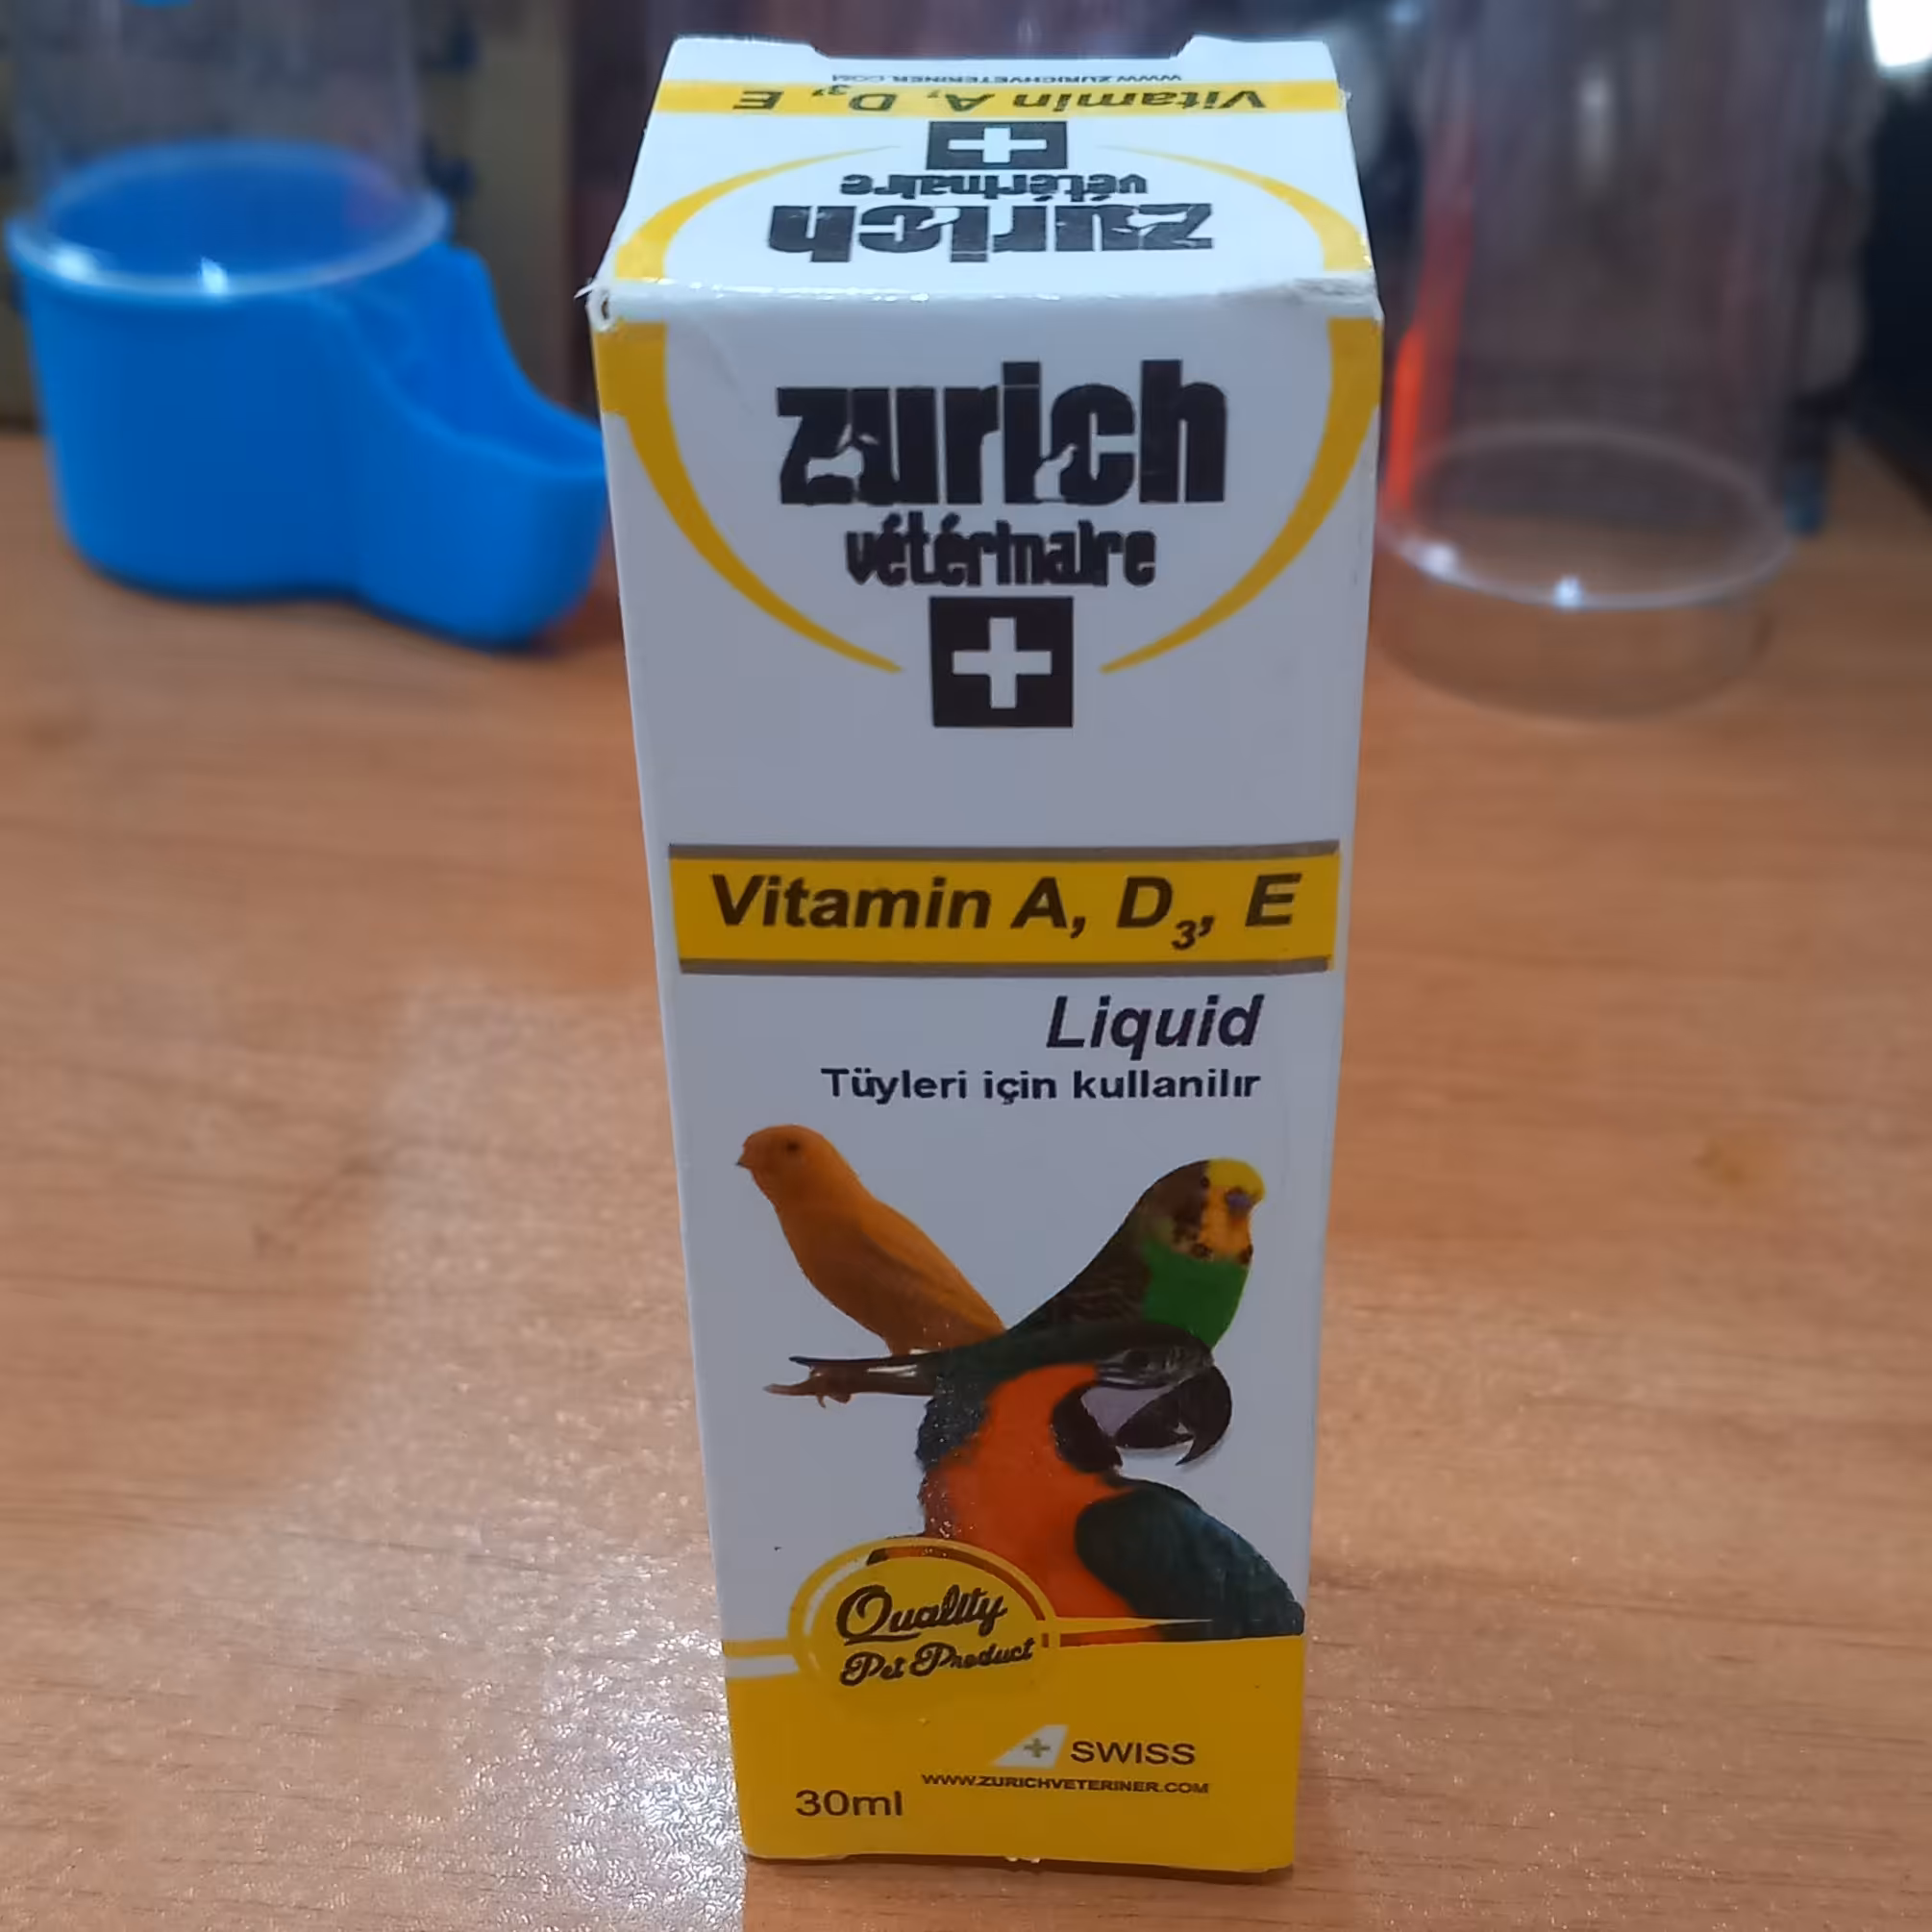 WWW.ZURICHVETERINER.COM
Vitamin A, D3, E
vétérinaire
zurich
zurich
vétérinaire
Vitamin A, D3, E
Liquid
Tüyleri için kullanilır
Quality
Pet Product
SWISS
WWW.ZURICHVETERINER.COM
30ml